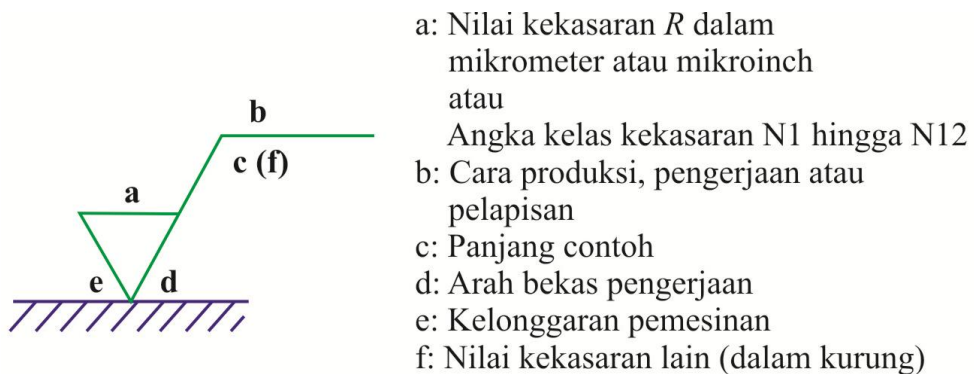 b
c (f)
a
e
d
a: Nilai kekasaran R dalam
mikrometer atau mikroinch
atau
Angka kelas kekasaran N1 hingga N12
b: Cara produksi, pengerjaan atau
pelapisan
c: Panjang contoh
d: Arah bekas pengerjaan
e: Kelonggaran pemesinan
f: Nilai kekasaran lain (dalam kurung)